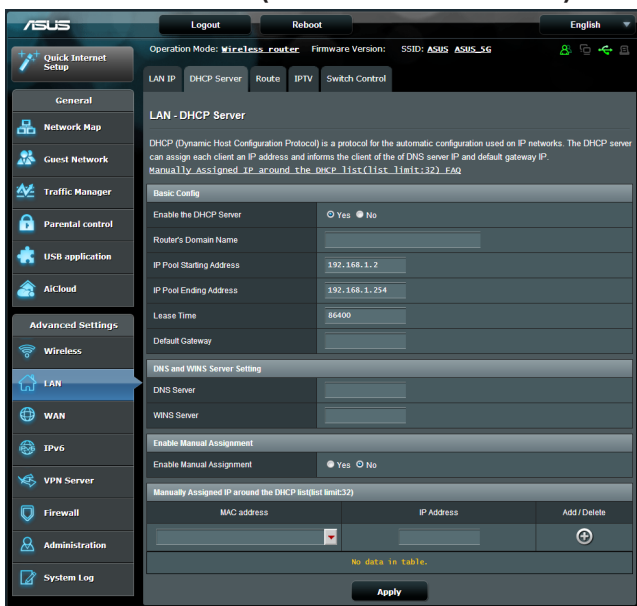 ASUS
Logout
Reboot
English
Quick Internet
Setup
Operation Mode: Wireless router Firmware Version: SSID: ASUS ASUS_5G
LAN IP
DHCP Server
Route
IPTV
Switch Control
General
Network Map
Guest Network
Traffic Manager
Parental control
USB application
AiCloud
Advanced Settings
Wireless
LAN
WAN
IPv6
VPN Server
Firewall
Administration
System Log
LAN - DHCP Server
DHCP (Dynamic Host Configuration Protocol) is a protocol for the automatic configuration used on IP networks. The DHCP server
can assign each client an IP address and informs the client of the of DNS server IP and default gateway IP.
Manually Assigned IP around the DHCP list(list limit:32) FAQ
Basic Config
Enable the DHCP Server Yes No
Router's Domain Name
IP Pool Starting Address 192.168.1.2
IP Pool Ending Address 192.168.1.254
Lease Time 86400
Default Gateway
DNS and WINS Server Setting
DNS Server
WINS Server
Enable Manual Assignment
Enable Manual Assignment Yes No
Manually Assigned IP around the DHCP list(list limit:32)
MAC address IP Address Add / Delete
No data in table.
Apply